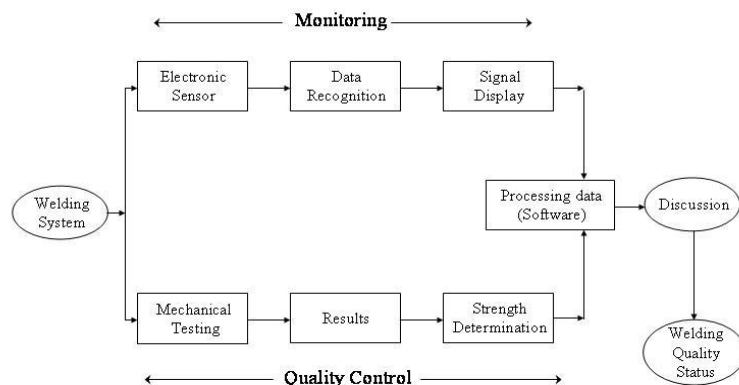 Monitoring
Electronic
Sensor
Data
Recognition
Signal
Display
Welding
System
Processing data
(Software)
Discussion
Mechanical
Testing
Results
Strength
Determination
Welding
Quality
Status
Quality Control